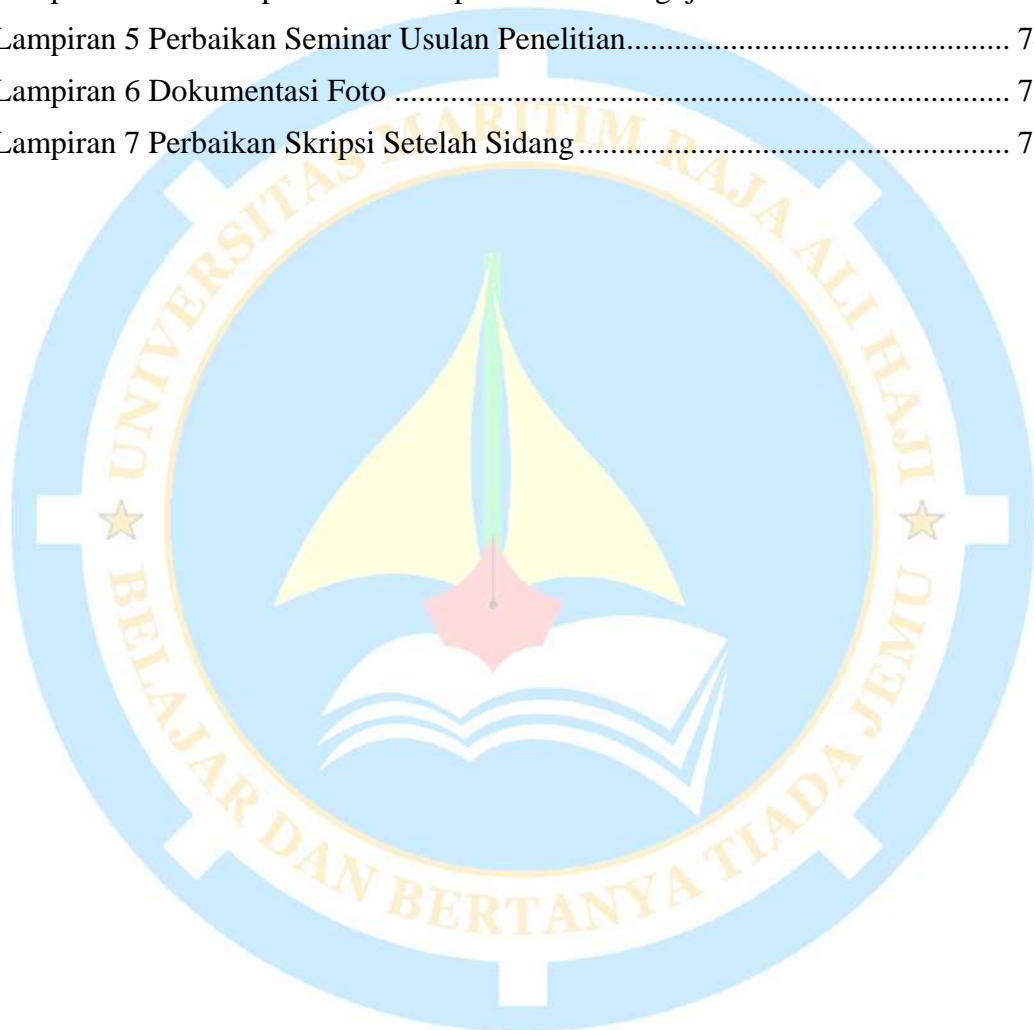 Lampiran 5 Perbaikan Seminar Usulan Penelitian................................................ 7
Lampiran 6 Dokumentasi Foto ............................................................................. 7
Lampiran 7 Perbaikan Skripsi Setelah Sidang ...................................................... 7
UNIVERSITAS MARITIM RAJA ALI HAJI
BELAJAR DAN BERTANYA TIADA JEMU